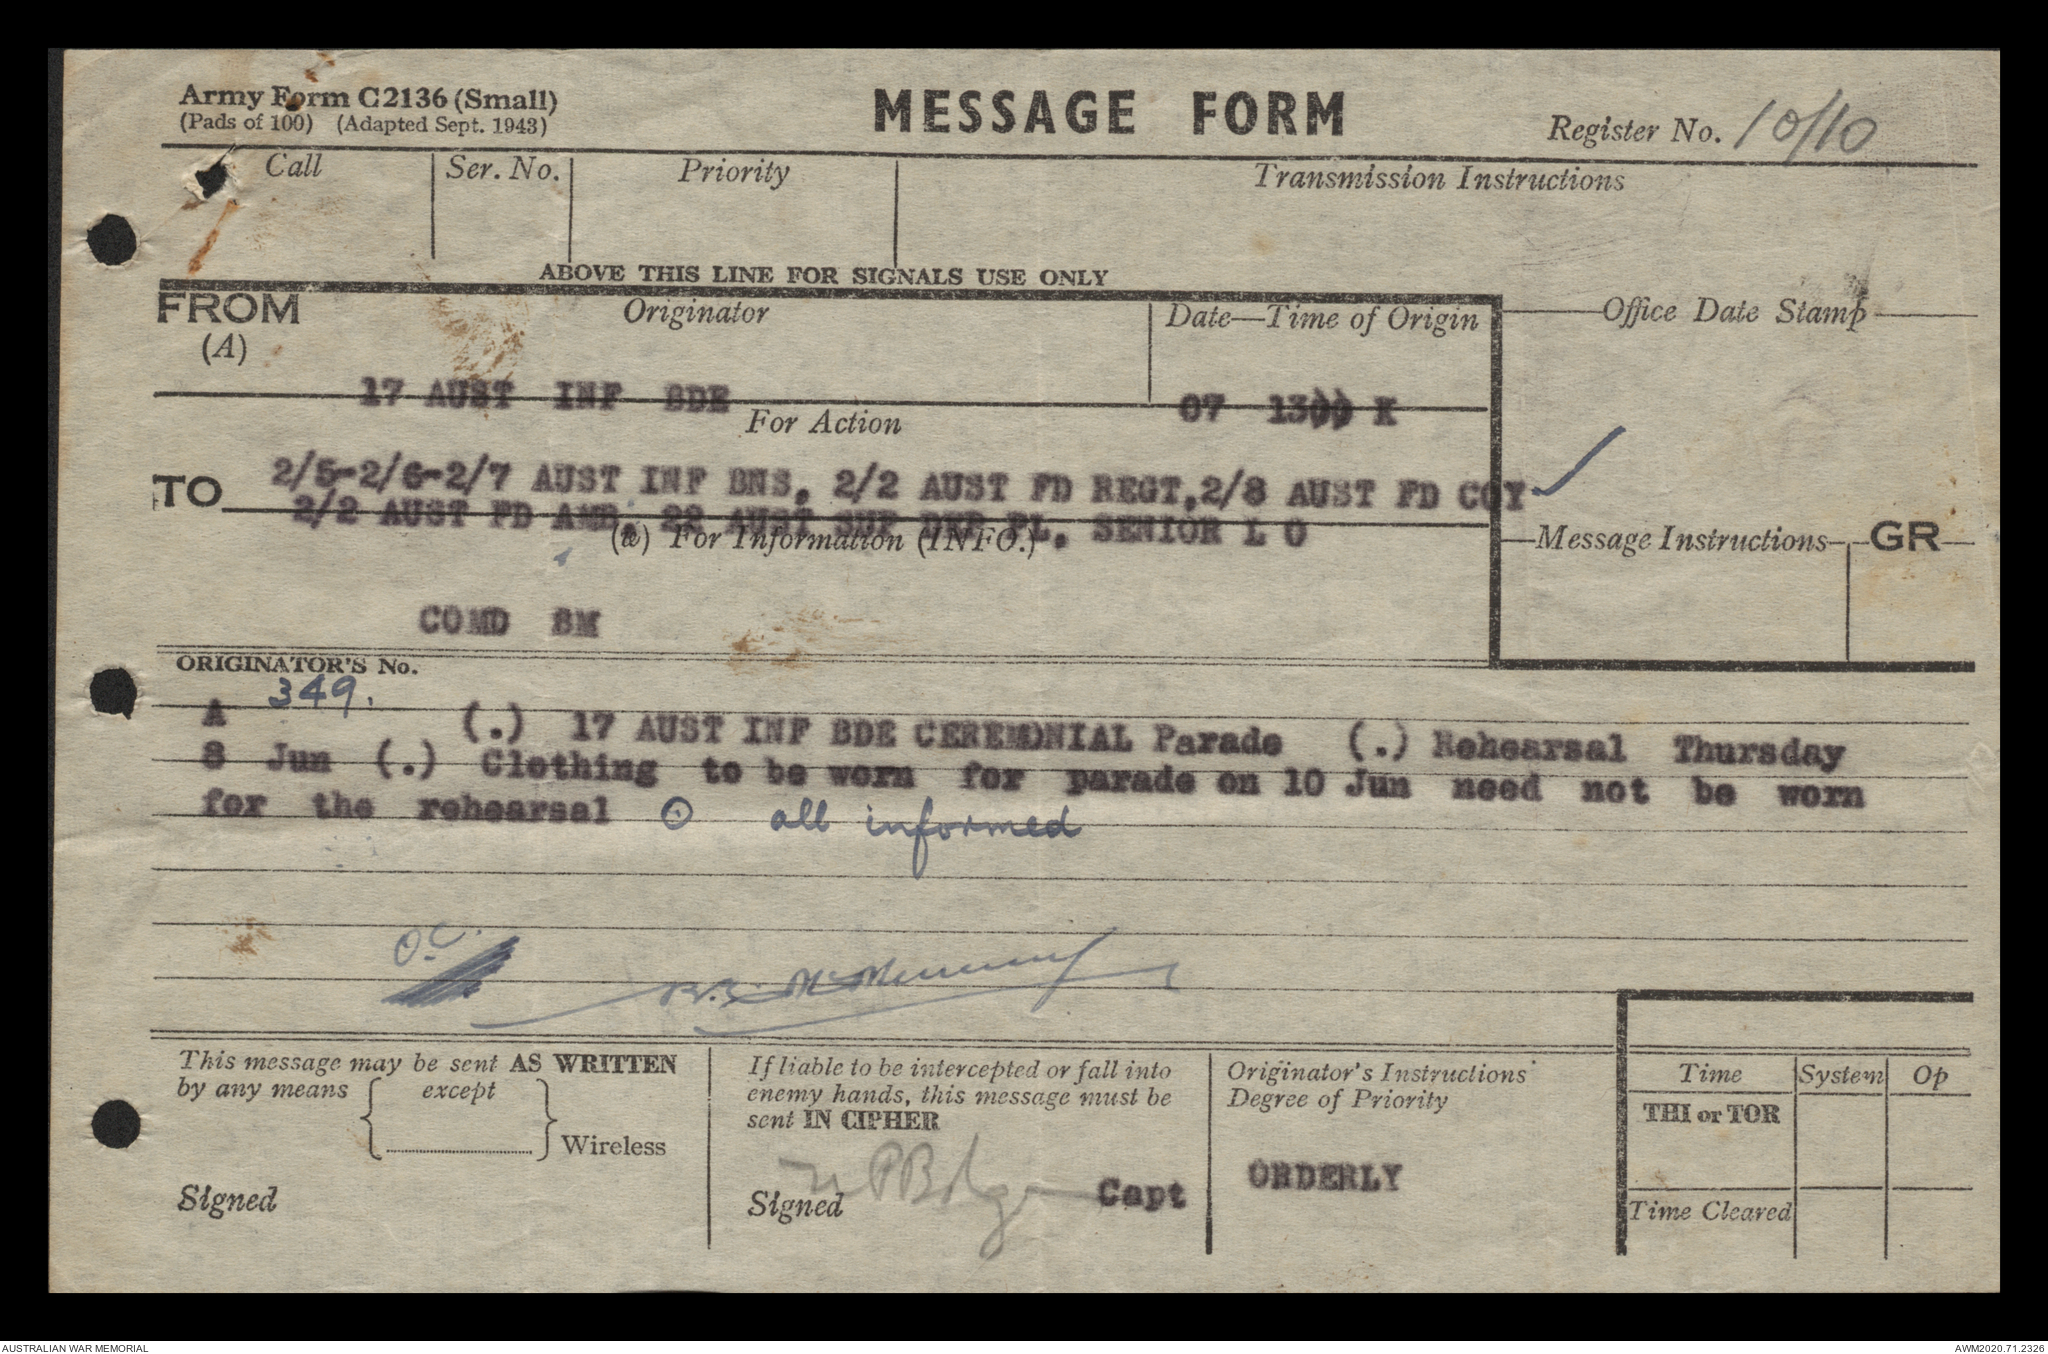 Army Form C2136 (Small)
(Pads of 100) (Adapted Sept. 1943)
MESSAGE FORM
Register No. 10/10
Call
Ser. No.
Priority
Transmission Instructions
ABOVE THIS LINE FOR SIGNALS USE ONLY
FROM
(A)
Originator
Date—Time of Origin
Office Date Stamp
17 AUST INF BDE
07 1300 K
For Action
TO
2/5-2/6-2/7 AUST INF BNS, 2/2 AUST FD REGT, 2/8 AUST FD COY
2/2 AUST FD AMB, 22 AUST SUP DEP PL, SENIOR L O
(W) For Information (INFO.)
Message Instructions
GR
COMD BM
ORIGINATOR'S No.
A 349. (.) 17 AUST INF BDE CEREMONIAL Parade (.) Rehearsal Thursday
8 Jun (.) Clothing to be worn for parade on 10 Jun need not be worn
for the rehearsal ⊙ all informed
OC.
This message may be sent AS WRITTEN
by any means except
Wireless
Signed
If liable to be intercepted or fall into
enemy hands, this message must be
sent IN CIPHER
Signed Capt
Originator's Instructions
Degree of Priority
ORDERLY
Time System Op
THI or TOR
Time Cleared
AUSTRALIAN WAR MEMORIAL
AWM2020.71.2326